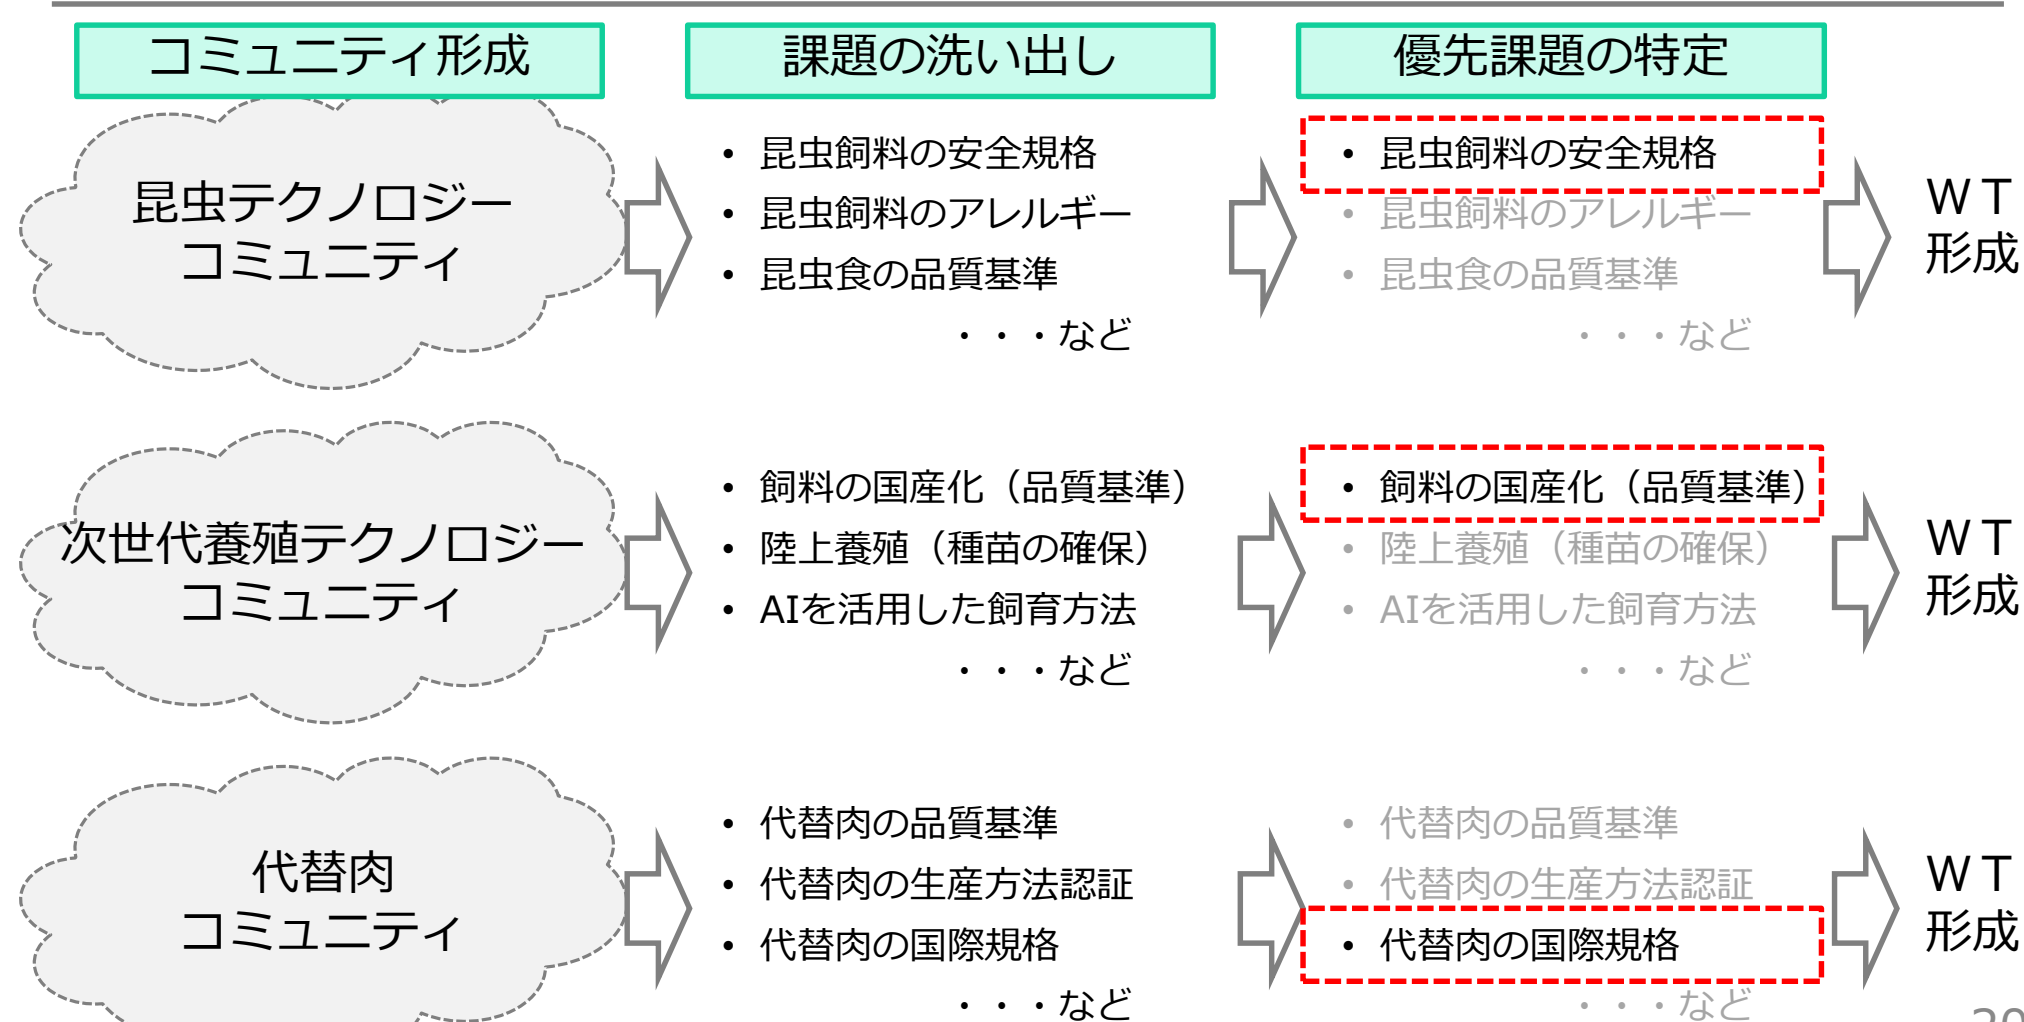 コミュニティ形成
課題の洗い出し
優先課題の特定
昆虫テクノロジー
コミュニティ
• 昆虫飼料の安全規格
• 昆虫飼料のアレルギー
• 昆虫食の品質基準
・・・など
• 昆虫飼料の安全規格
• 昆虫飼料のアレルギー
• 昆虫食の品質基準
・・・など
ＷＴ
形成
次世代養殖テクノロジー
コミュニティ
• 飼料の国産化（品質基準）
• 陸上養殖（種苗の確保）
• AIを活用した飼育方法
・・・など
• 飼料の国産化（品質基準）
• 陸上養殖（種苗の確保）
• AIを活用した飼育方法
・・・など
ＷＴ
形成
代替肉
コミュニティ
• 代替肉の品質基準
• 代替肉の生産方法認証
• 代替肉の国際規格
・・・など
• 代替肉の品質基準
• 代替肉の生産方法認証
• 代替肉の国際規格
・・・など
ＷＴ
形成